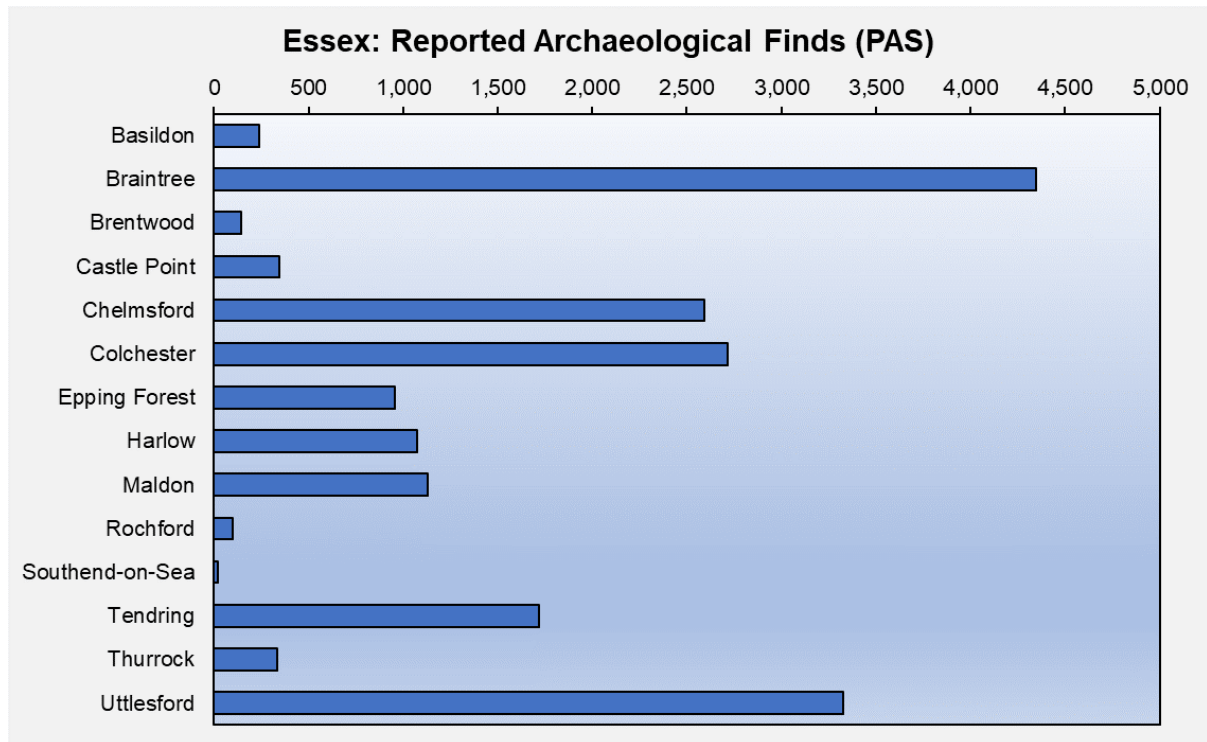 Essex: Reported Archaeological Finds (PAS)
0 500 1,000 1,500 2,000 2,500 3,000 3,500 4,000 4,500 5,000
Basildon
Braintree
Brentwood
Castle Point
Chelmsford
Colchester
Epping Forest
Harlow
Maldon
Rochford
Southend-on-Sea
Tendring
Thurrock
Uttlesford